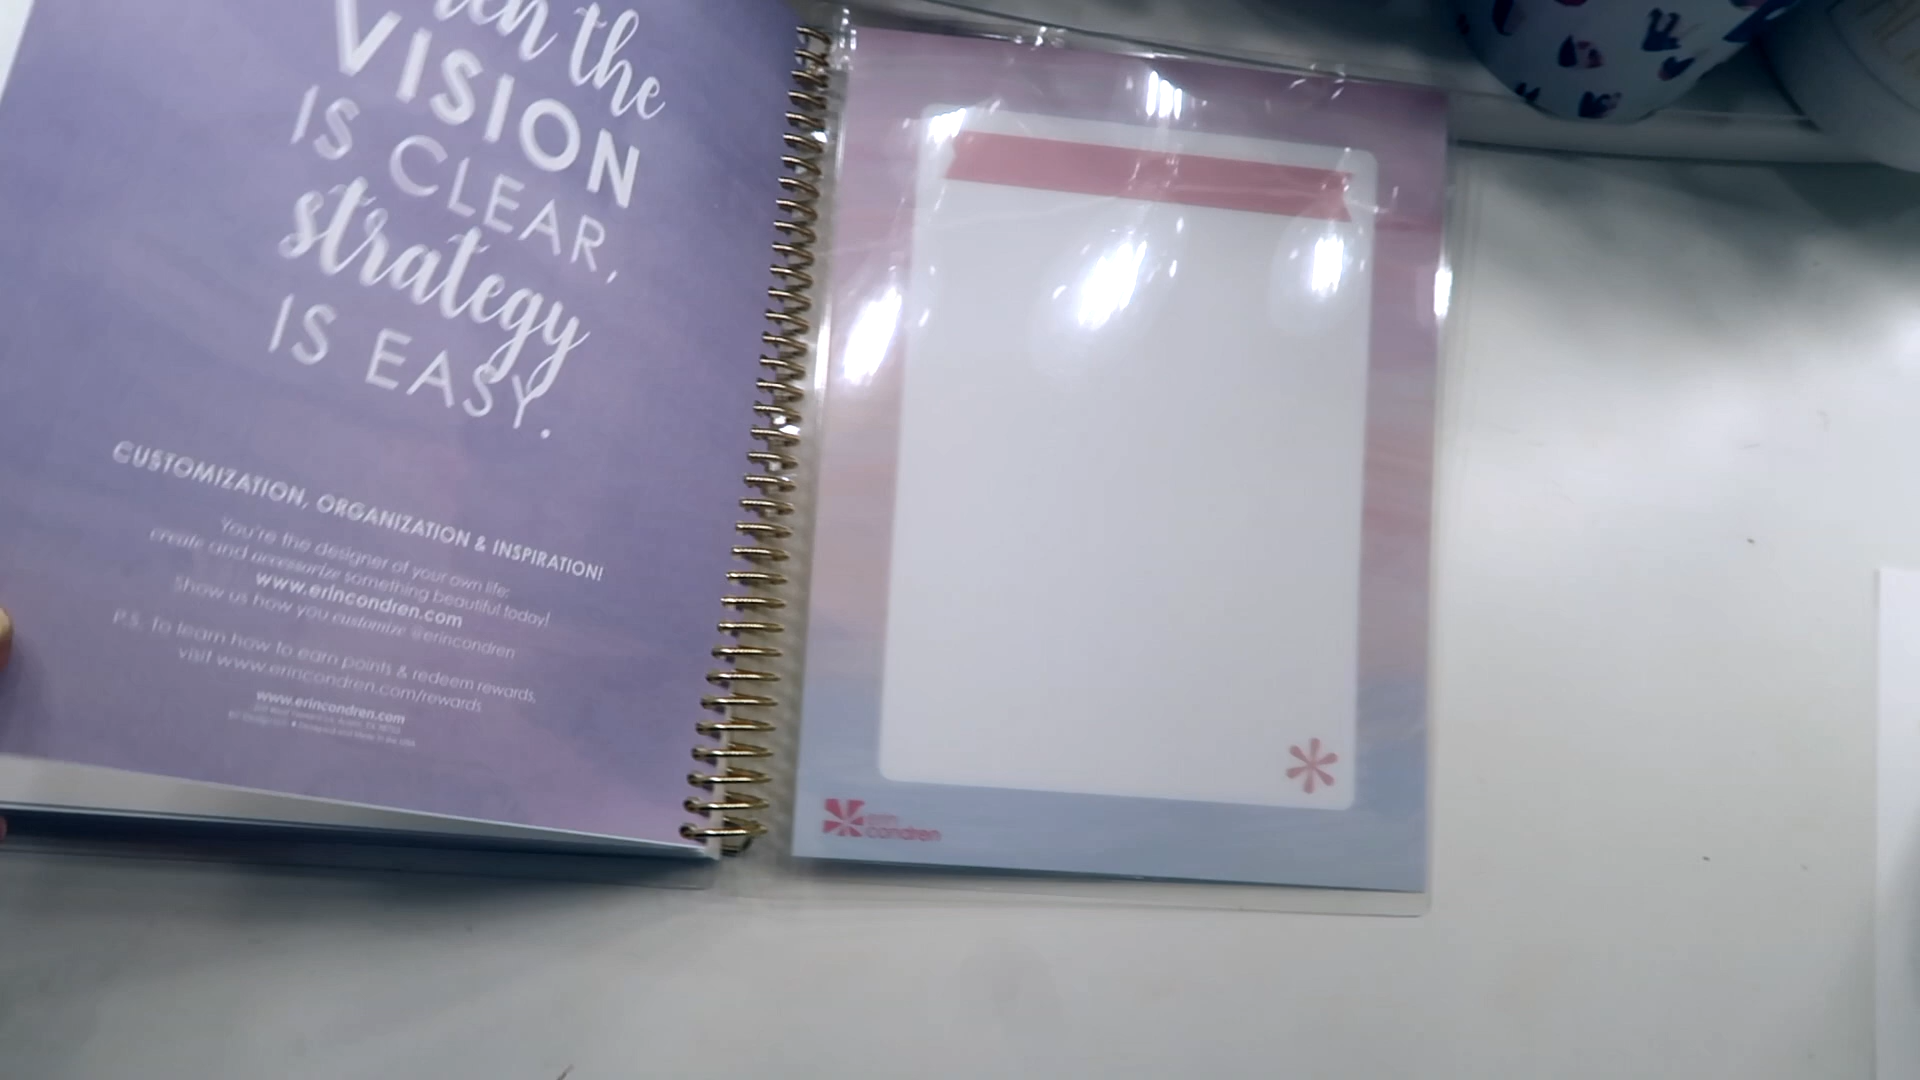 the
VISION
IS CLEAR,
strategy
IS EASY.
CUSTOMIZATION, ORGANIZATION & INSPIRATION!
You're the designer of your own life;
create and accessorize something beautiful today!
www.erincondren.com
Show us how you customize @erincondren
P.S. To learn how to earn points & redeem rewards,
visit www.erincondren.com/rewards
www.erincondren.com
erin
condren